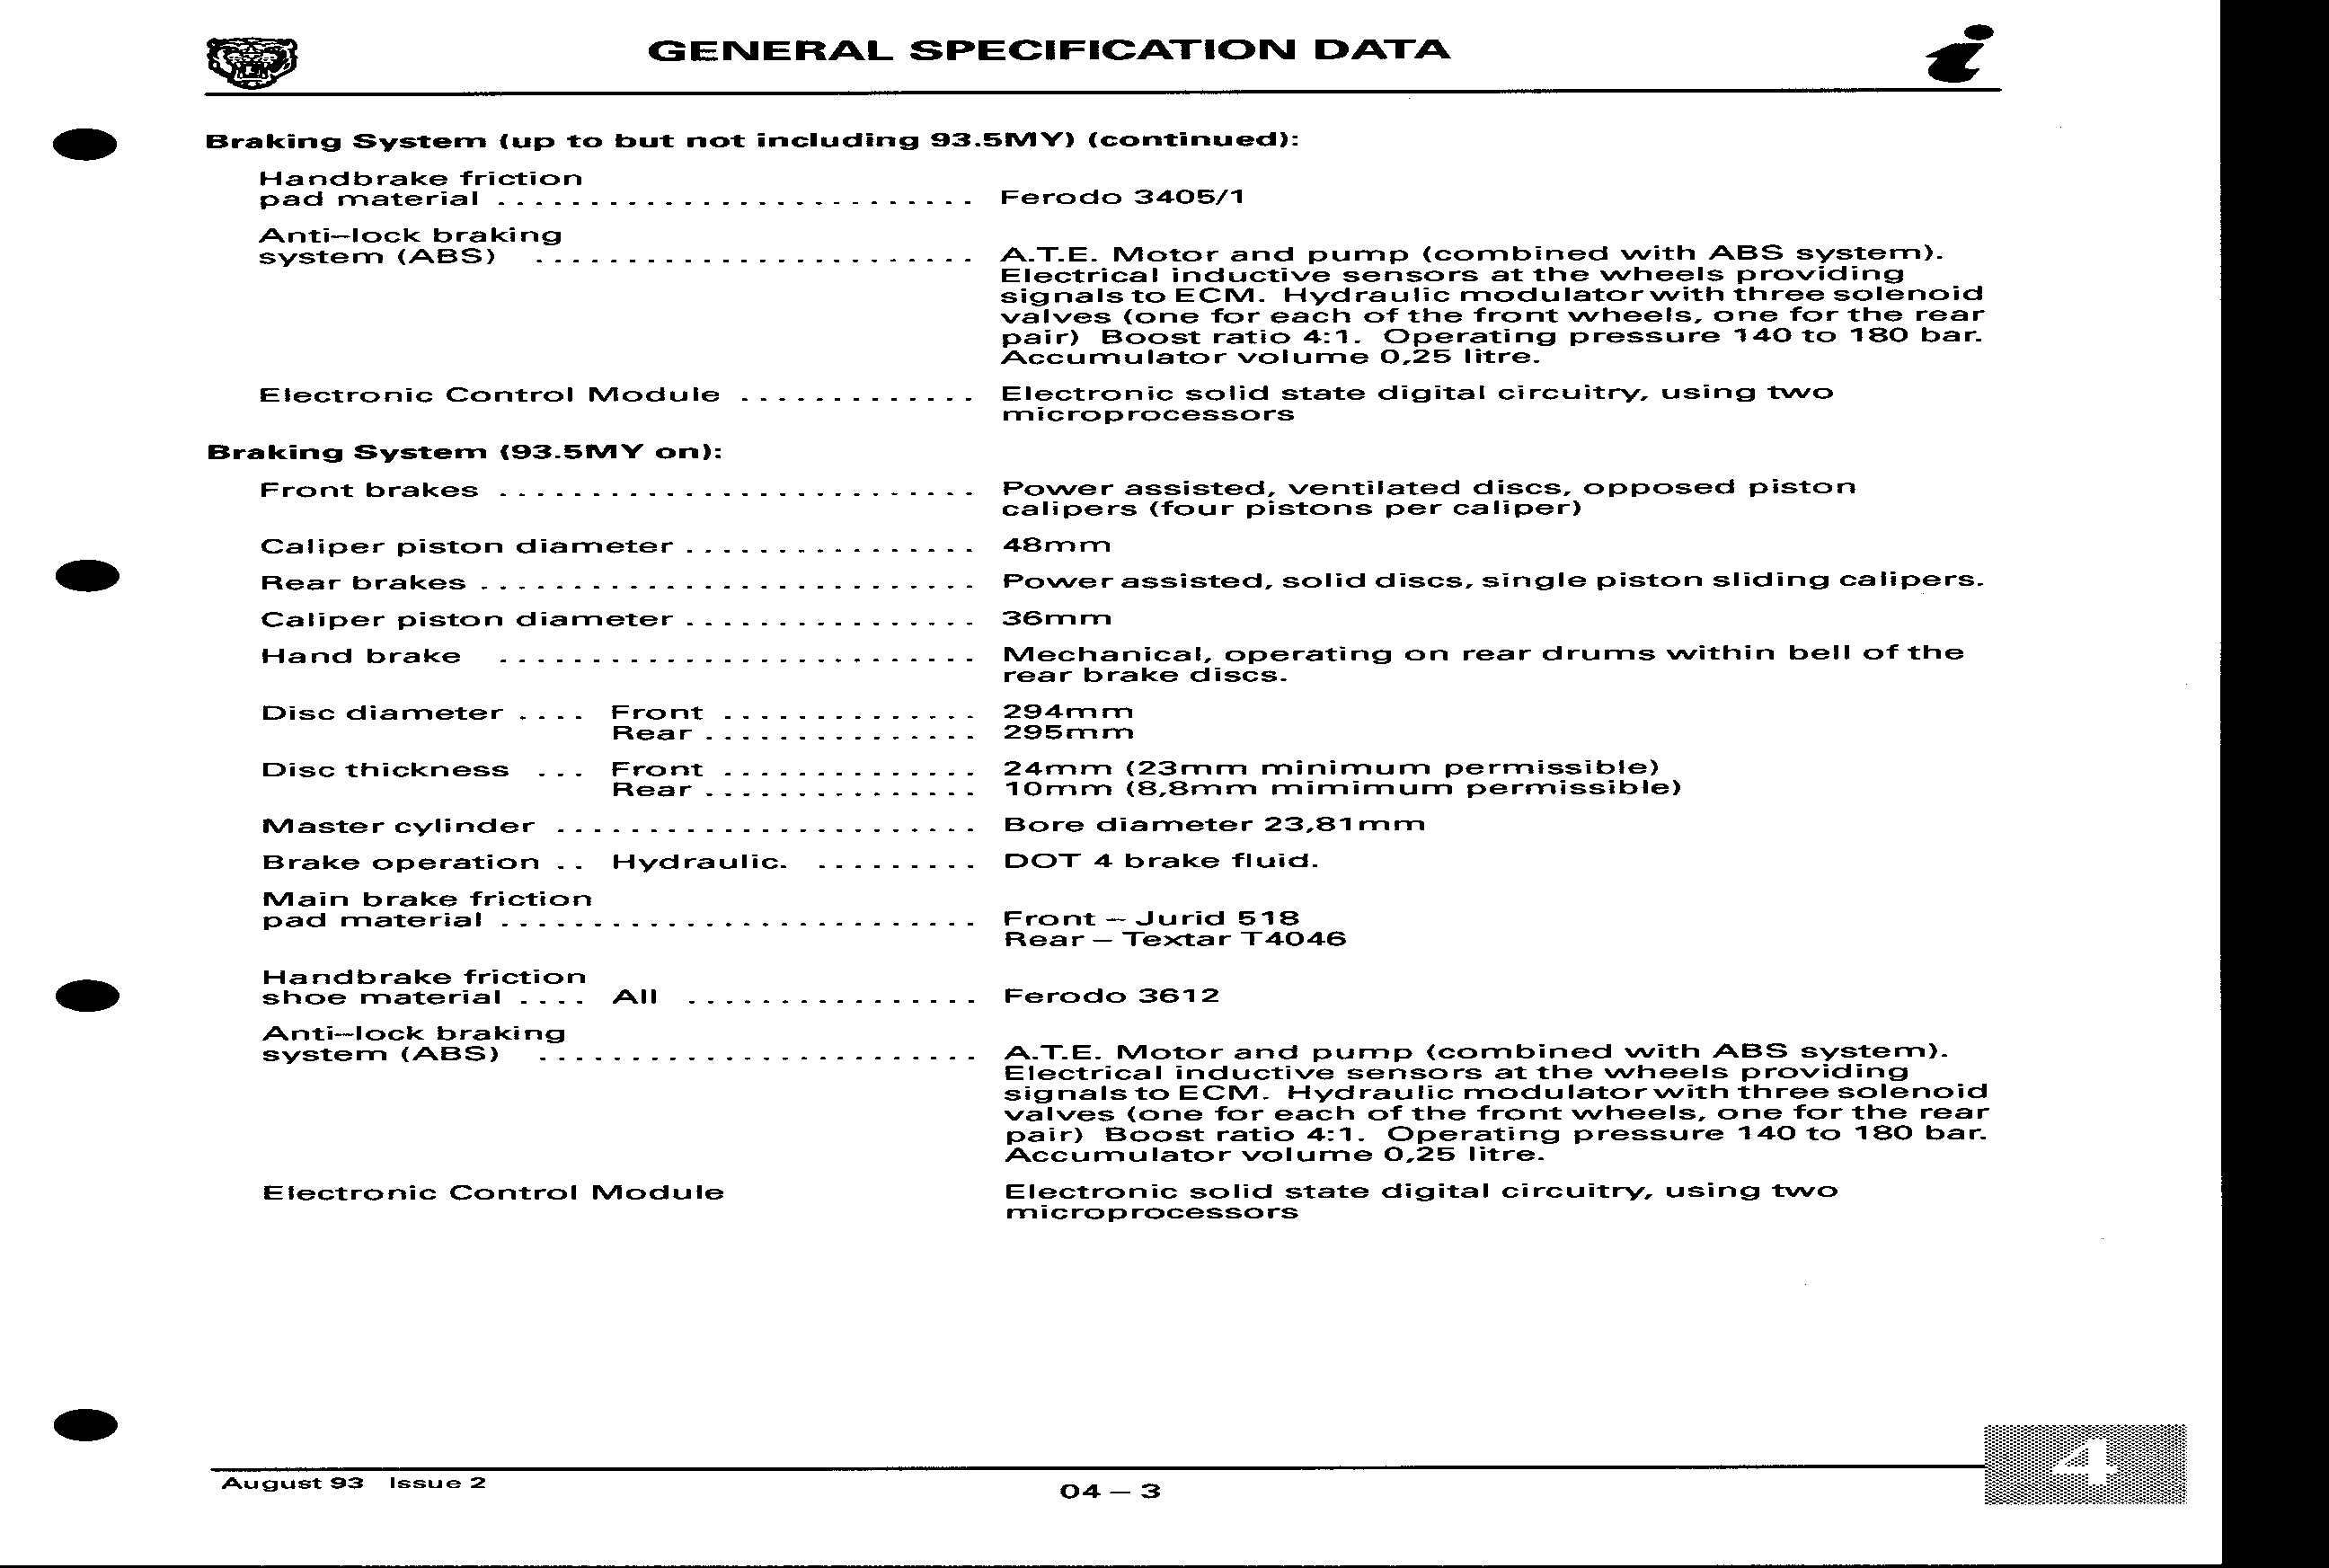 GENERAL SPECIFICATION DATA
Braking System (up to but not including 93.5MY) (continued):
Handbrake friction
pad material .......................... Ferodo 3405/1
Anti–lock braking
system (ABS) ........................ A.T.E. Motor and pump (combined with ABS system).
Electrical inductive sensors at the wheels providing
signals to ECM. Hydraulic modulator with three solenoid
valves (one for each of the front wheels, one for the rear
pair) Boost ratio 4:1. Operating pressure 140 to 180 bar.
Accumulator volume 0,25 litre.
Electronic Control Module ............. Electronic solid state digital circuitry, using two
microprocessors
Braking System (93.5MY on):
Front brakes .......................... Power assisted, ventilated discs, opposed piston
calipers (four pistons per caliper)
Caliper piston diameter ................ 48mm
Rear brakes ........................... Power assisted, solid discs, single piston sliding calipers.
Caliper piston diameter ................ 36mm
Hand brake .......................... Mechanical, operating on rear drums within bell of the
rear brake discs.
Disc diameter .... Front .............. 294mm
Rear ............... 295mm
Disc thickness ... Front .............. 24mm (23mm minimum permissible)
Rear ............... 10mm (8,8mm mimimum permissible)
Master cylinder ....................... Bore diameter 23,81mm
Brake operation .. Hydraulic. ......... DOT 4 brake fluid.
Main brake friction
pad material .......................... Front – Jurid 518
Rear – Textar T4046
Handbrake friction
shoe material .... All ................ Ferodo 3612
Anti–lock braking
system (ABS) ........................ A.T.E. Motor and pump (combined with ABS system).
Electrical inductive sensors at the wheels providing
signals to ECM. Hydraulic modulator with three solenoid
valves (one for each of the front wheels, one for the rear
pair) Boost ratio 4:1. Operating pressure 140 to 180 bar.
Accumulator volume 0,25 litre.
Electronic Control Module Electronic solid state digital circuitry, using two
microprocessors
4
August 93 Issue 2
04 – 3